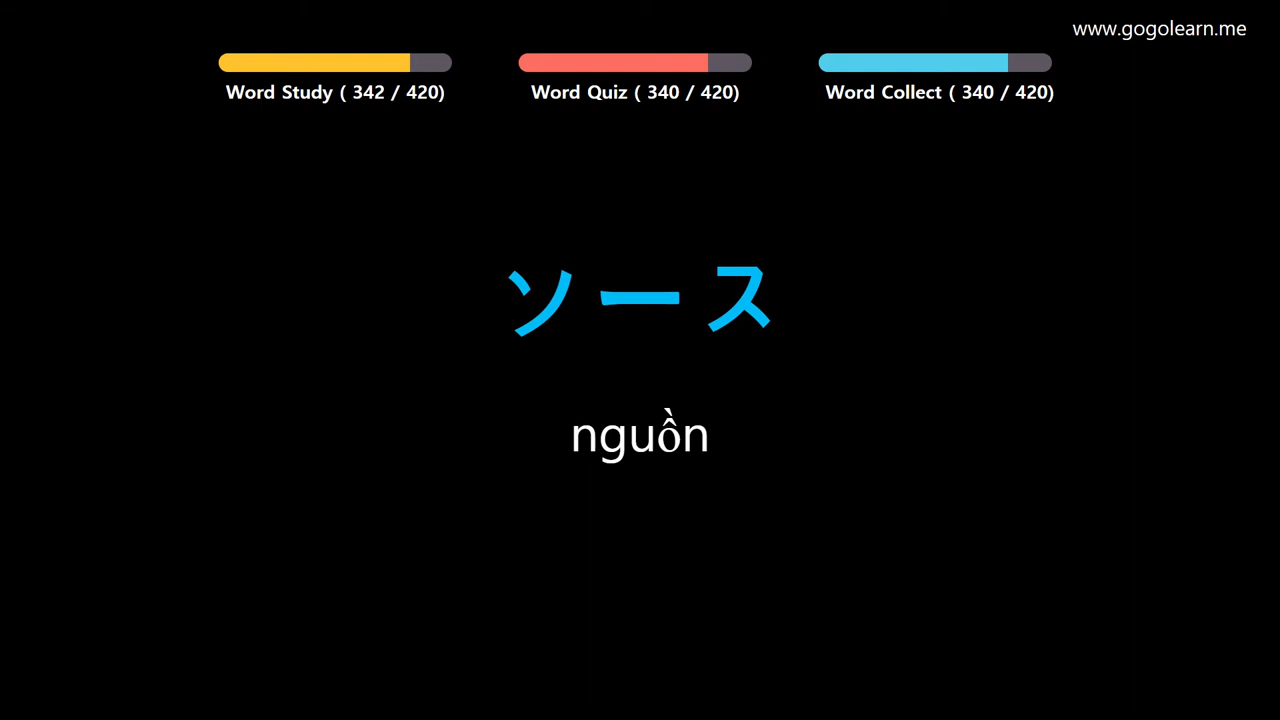 www.gogolearn.me
Word Study ( 342 / 420)
Word Quiz ( 340 / 420)
Word Collect ( 340 / 420)
ソース
nguồn